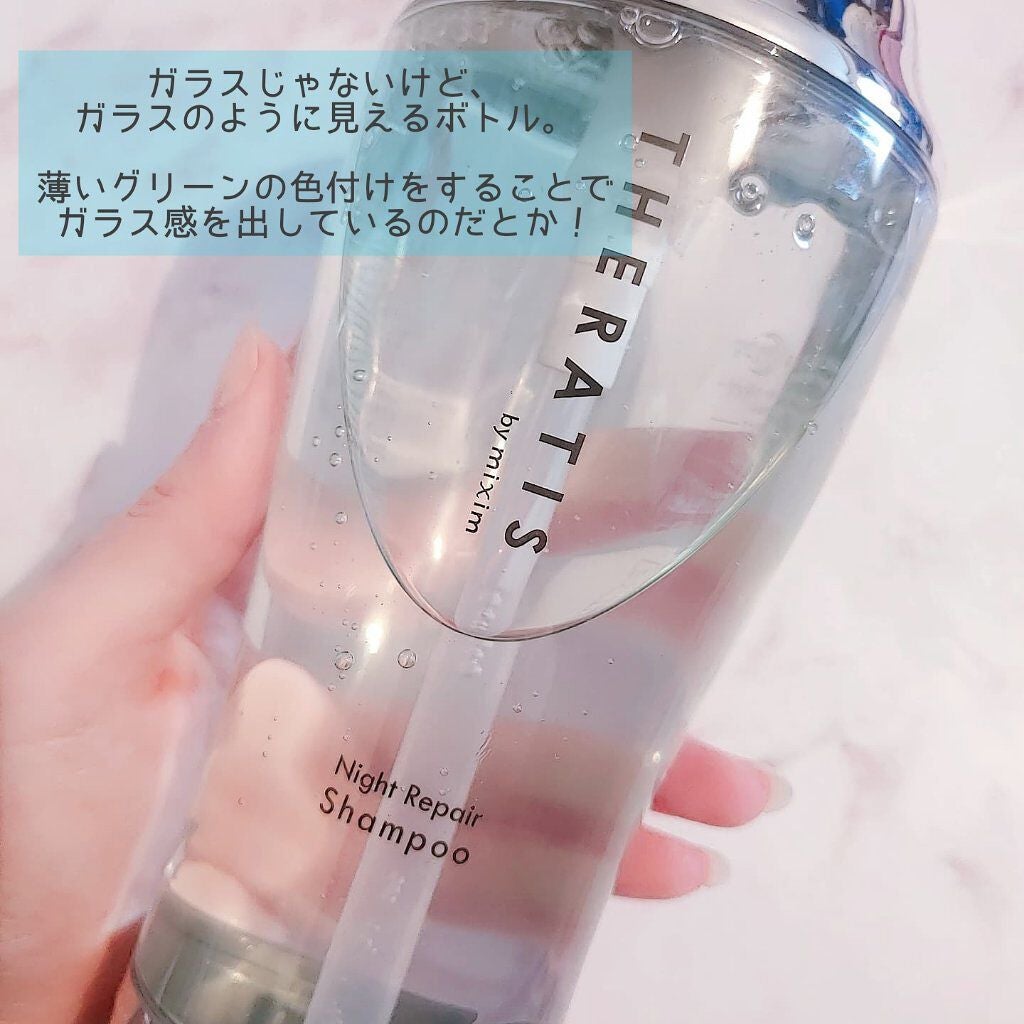 ガラスじゃないけど、
ガラスのように見えるボトル。
薄いグリーンの色付けをすることで
ガラス感を出しているのだとか！
THERATIS
by mixim
Night Repair
Shampoo